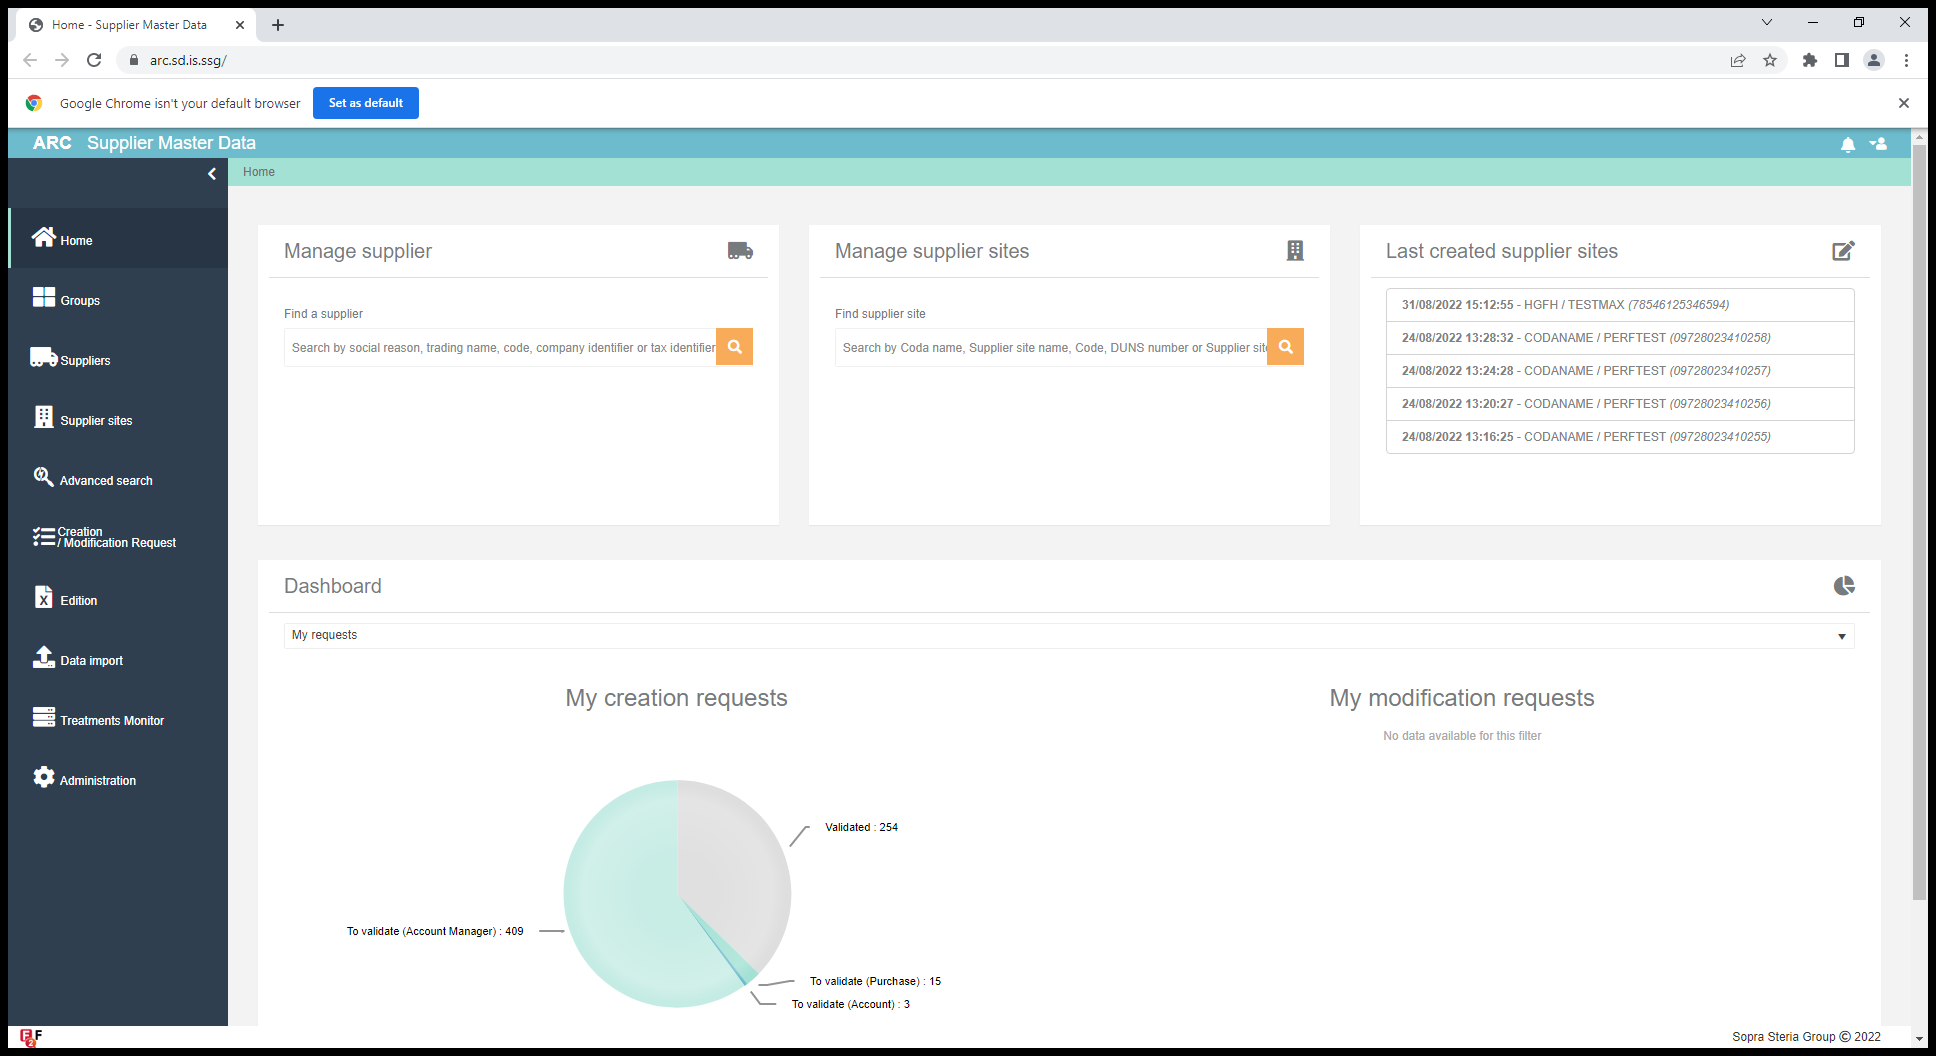 Home - Supplier Master Data
arc.sd.is.ssg/
Google Chrome isn't your default browser
Set as default
ARC Supplier Master Data
Home
Home
Groups
Suppliers
Supplier sites
Advanced search
Creation
/ Modification Request
Edition
Data import
Treatments Monitor
Administration
Manage supplier
Find a supplier
Search by social reason, trading name, code, company identifier or tax identifier
Manage supplier sites
Find supplier site
Search by Coda name, Supplier site name, Code, DUNS number or Supplier site
Last created supplier sites
31/08/2022 15:12:55 - HGFH / TESTMAX (78546125346594)
24/08/2022 13:28:32 - CODANAME / PERFTEST (09728023410258)
24/08/2022 13:24:28 - CODANAME / PERFTEST (09728023410257)
24/08/2022 13:20:27 - CODANAME / PERFTEST (09728023410256)
24/08/2022 13:16:25 - CODANAME / PERFTEST (09728023410255)
Dashboard
My requests
My creation requests
Validated : 254
To validate (Account Manager) : 409
To validate (Purchase) : 15
To validate (Account) : 3
My modification requests
No data available for this filter
F2F
Sopra Steria Group © 2022